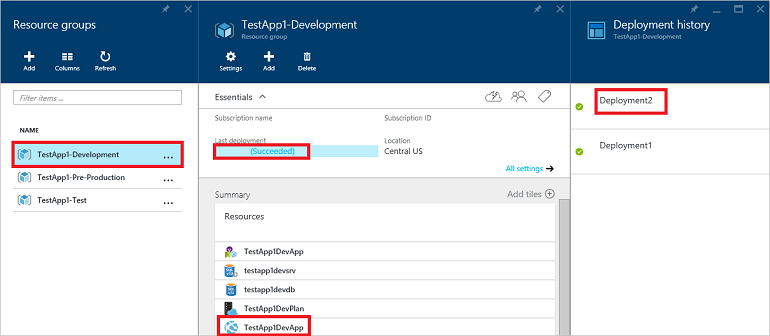 Resource groups
Add
Columns
Refresh
Filter items ...
NAME
TestApp1-Development
...
TestApp1-Pre-Production
...
TestApp1-Test
...
TestApp1-Development
Resource group
Settings
Add
Delete
Essentials
Subscription name
Subscription ID
Last deployment
Location
(Succeeded)
Central US
All settings
Summary
Add tiles
Resources
TestApp1DevApp
testapp1devsrv
testapp1devdb
TestApp1DevPlan
TestApp1DevApp
Deployment history
TestApp1-Development
Deployment2
Deployment1